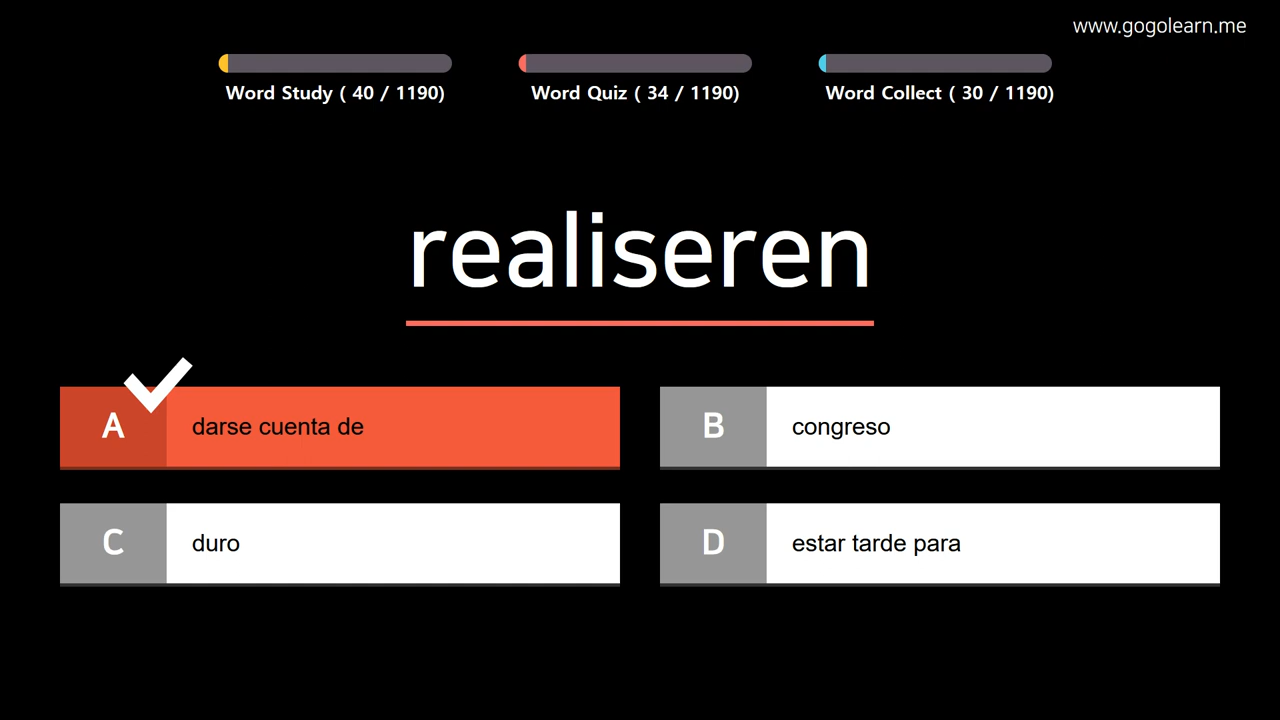 www.gogolearn.me
Word Study ( 40 / 1190)
Word Quiz ( 34 / 1190)
Word Collect ( 30 / 1190)
realiseren
A
darse cuenta de
B
congreso
C
duro
D
estar tarde para